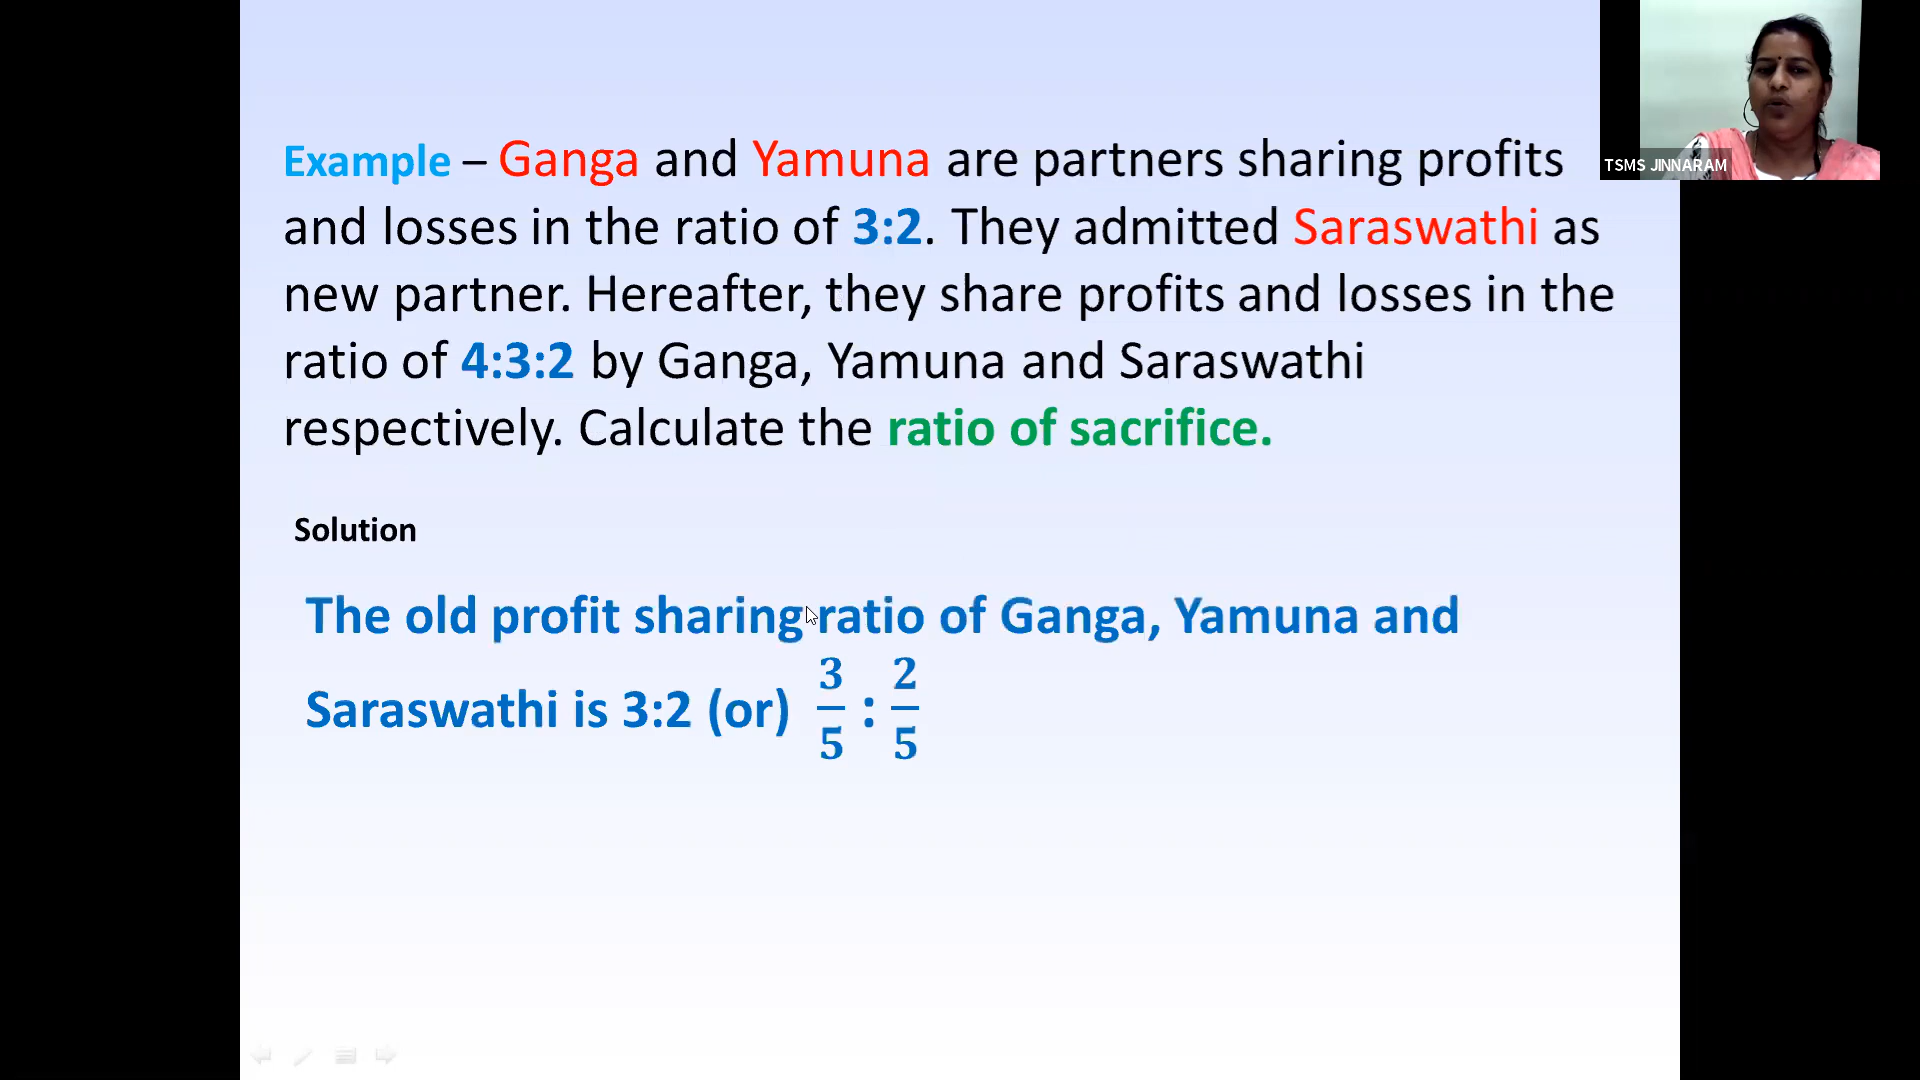 Example – Ganga and Yamuna are partners sharing profits
and losses in the ratio of 3:2. They admitted Saraswathi as
new partner. Hereafter, they share profits and losses in the
ratio of 4:3:2 by Ganga, Yamuna and Saraswathi
respectively. Calculate the ratio of sacrifice.
Solution
The old profit sharing ratio of Ganga, Yamuna and
Saraswathi is 3:2 (or) 3/5 : 2/5
TSMS JINNARAM